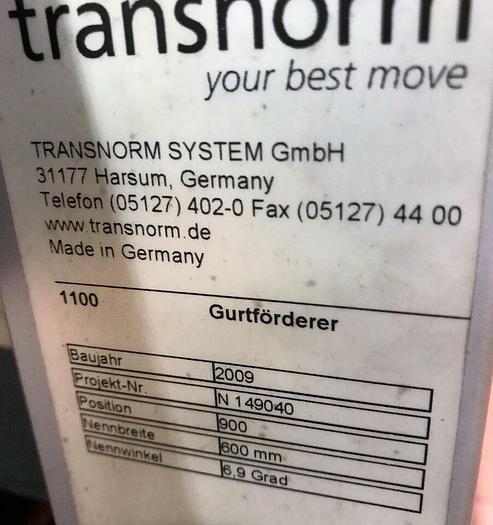 transnorm
your best move
TRANSNORM SYSTEM GmbH
31177 Harsum, Germany
Telefon (05127) 402-0 Fax (05127) 44 00
www.transnorm.de
Made in Germany
1100 Gurtförderer
Baujahr 2009
Projekt-Nr. N 149040
Position 900
Nennbreite 600 mm
Nennwinkel 6,9 Grad